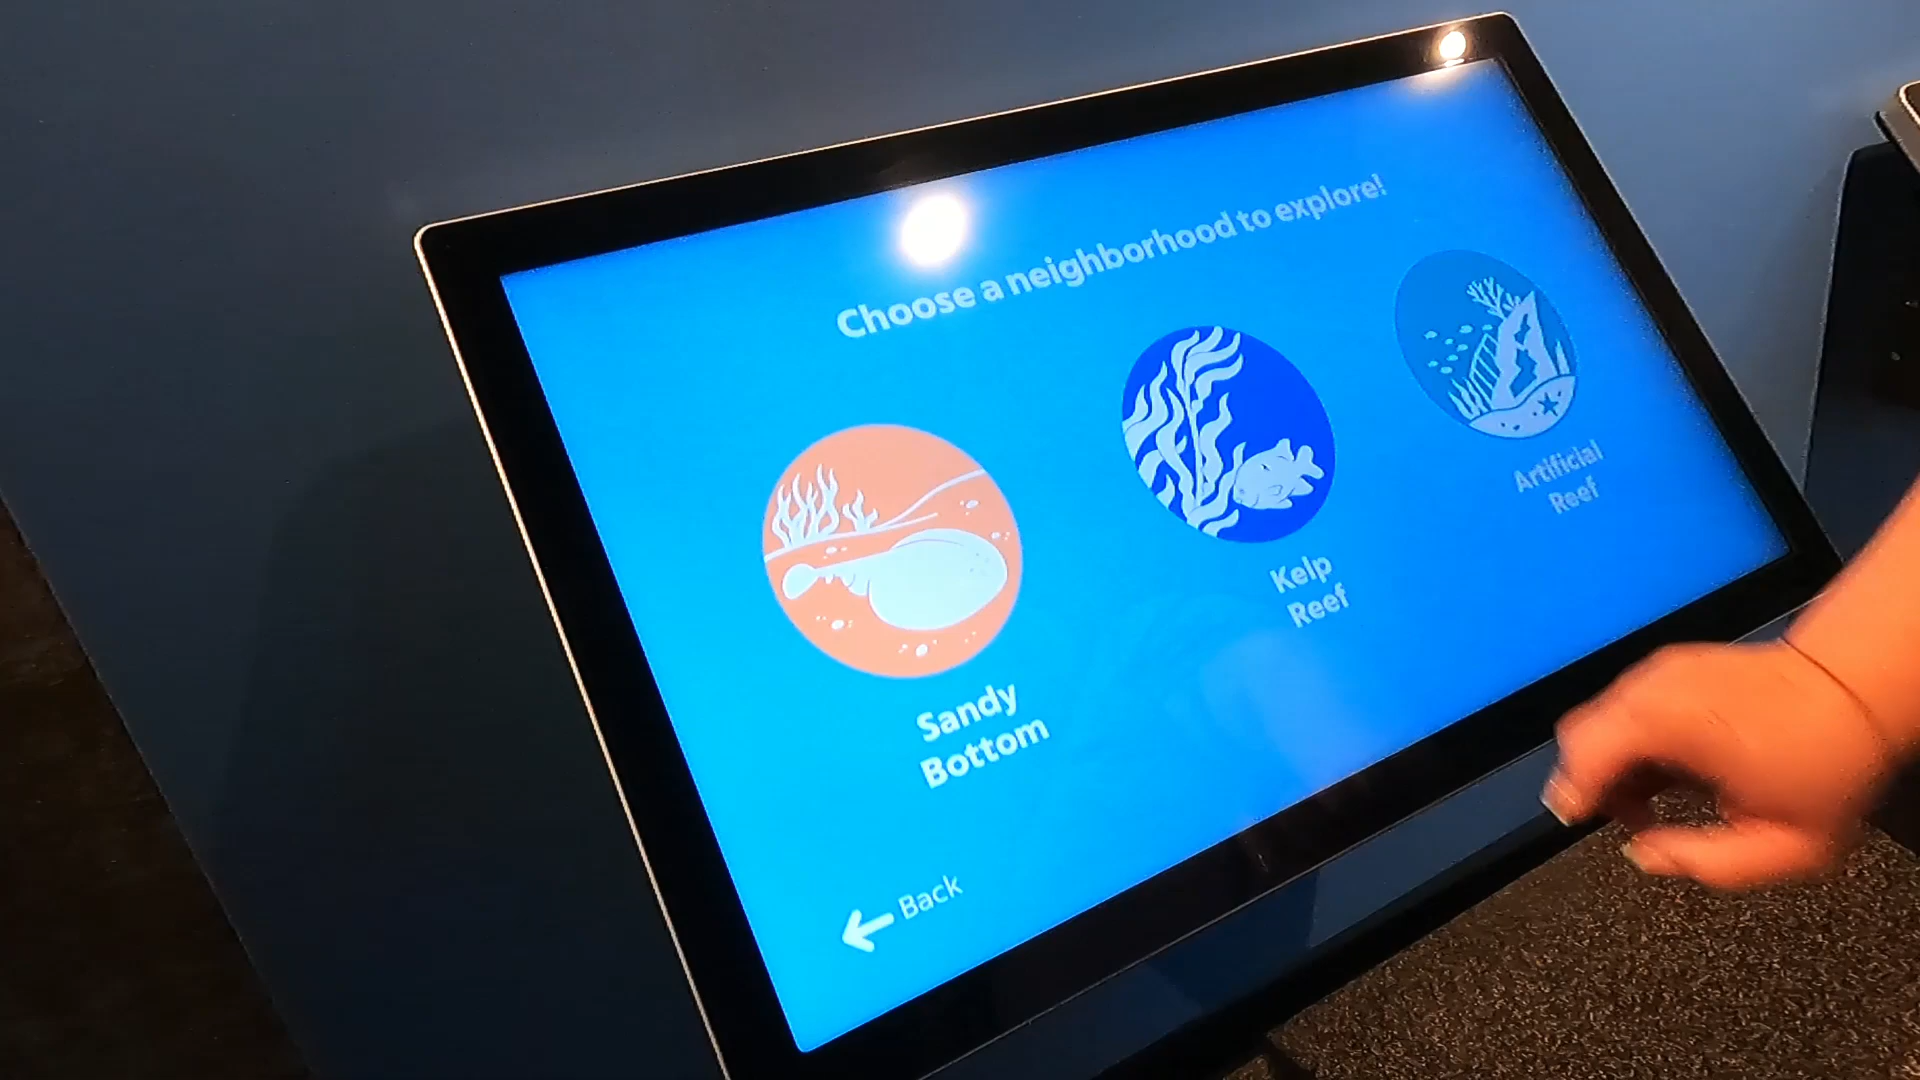 Choose a neighborhood to explore!
Sandy
Bottom
Kelp
Reef
Artificial
Reef
Back